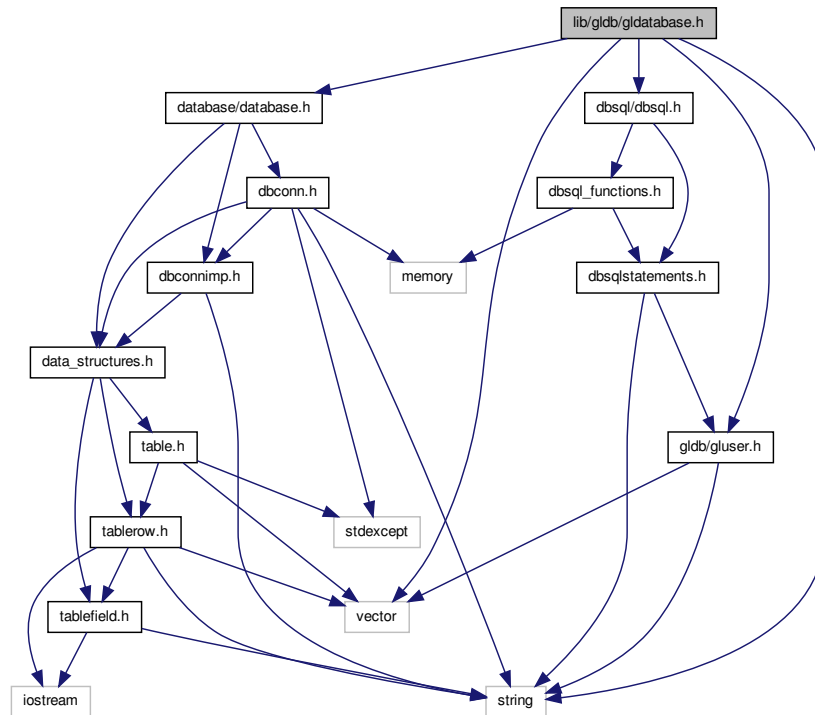 lib/gldb/gldatabase.h
database/database.h
dbsql/dbsql.h
dbconn.h
dbsql_functions.h
dbconnimp.h
memory
dbsqlstatements.h
data_structures.h
table.h
gldb/gluser.h
tablerow.h
stdexcept
tablefield.h
vector
iostream
string